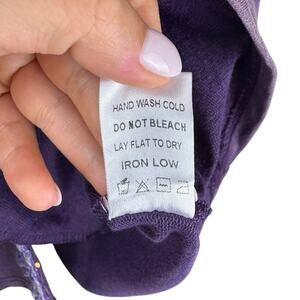 HAND WASH COLD
DO NOT BLEACH
LAY FLAT TO DRY
IRON LOW